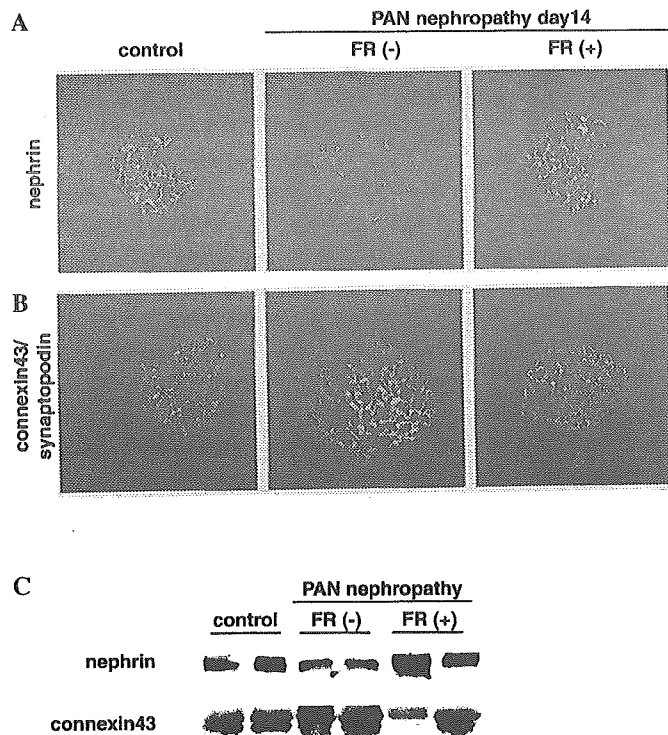 A
PAN nephropathy day14
control FR (-) FR (+)
nephrin
B
connexin43/
synaptopodin
C
PAN nephropathy
control FR (-) FR (+)
nephrin
connexin43